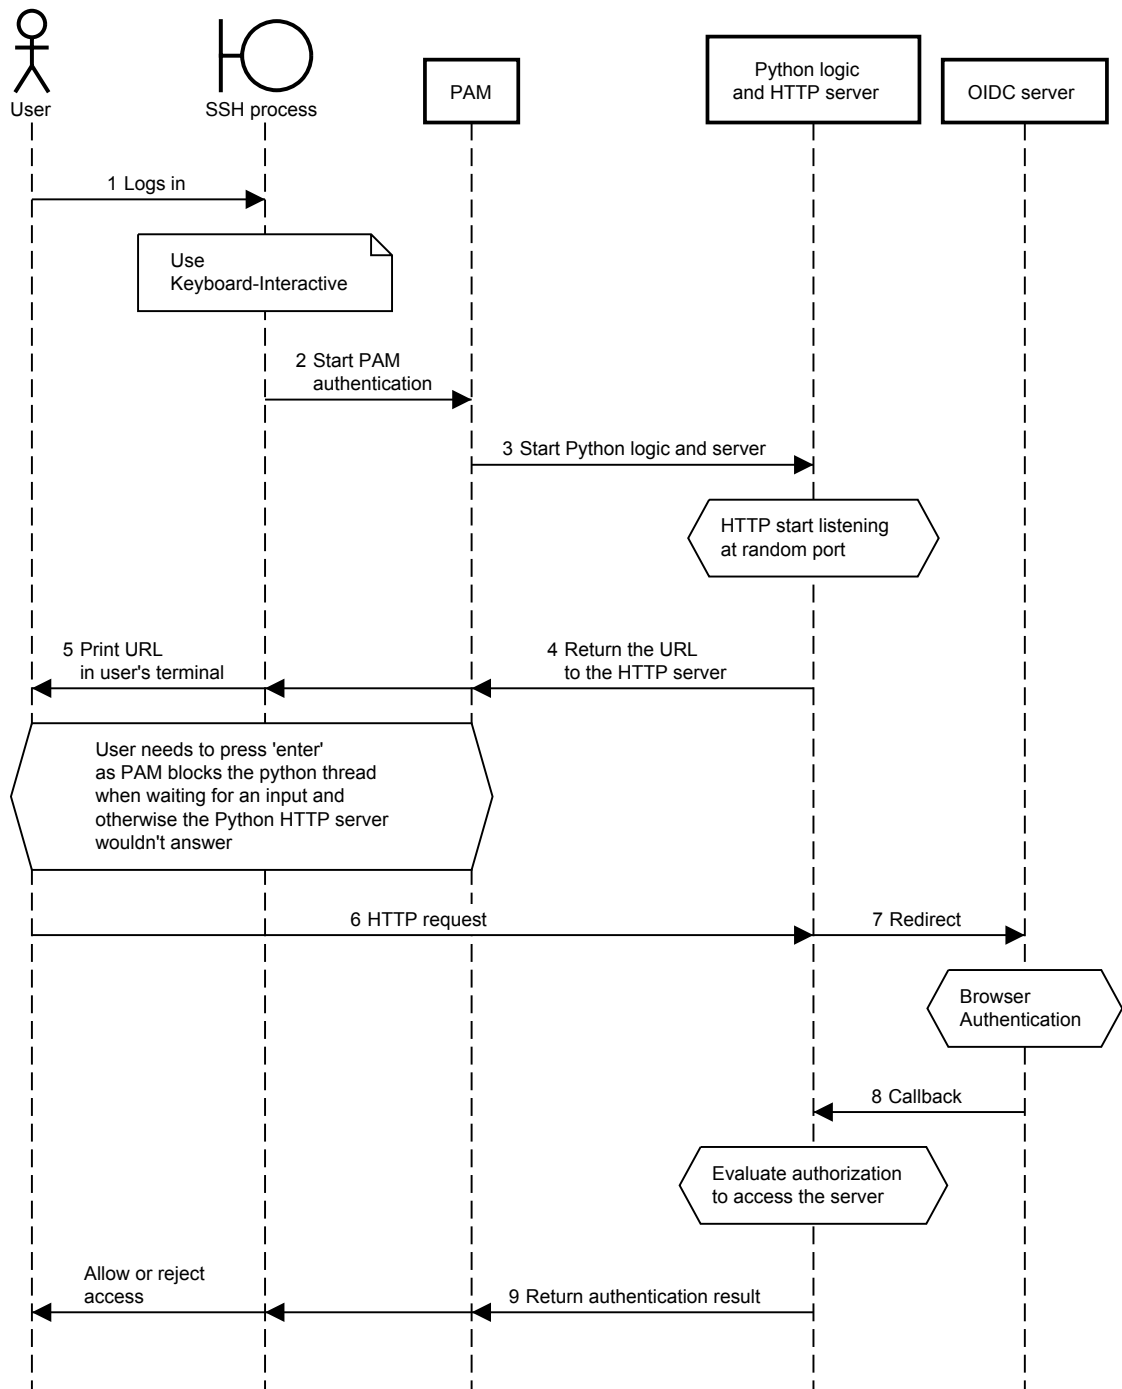 User
SSH process
PAM
Python logic
and HTTP server
OIDC server
1 Logs in
Use
Keyboard-Interactive
2 Start PAM
authentication
3 Start Python logic and server
HTTP start listening
at random port
5 Print URL
in user's terminal
4 Return the URL
to the HTTP server
User needs to press 'enter'
as PAM blocks the python thread
when waiting for an input and
otherwise the Python HTTP server
wouldn't answer
6 HTTP request
7 Redirect
Browser
Authentication
8 Callback
Evaluate authorization
to access the server
Allow or reject
access
9 Return authentication result